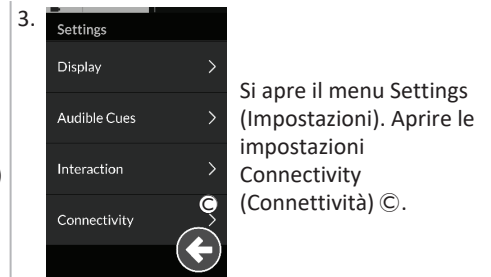 3.
Settings
Display
Audible Cues
Interaction
Connectivity
Ⓒ
Si apre il menu Settings
(Impostazioni). Aprire le
impostazioni
Connectivity
(Connettività) Ⓒ.